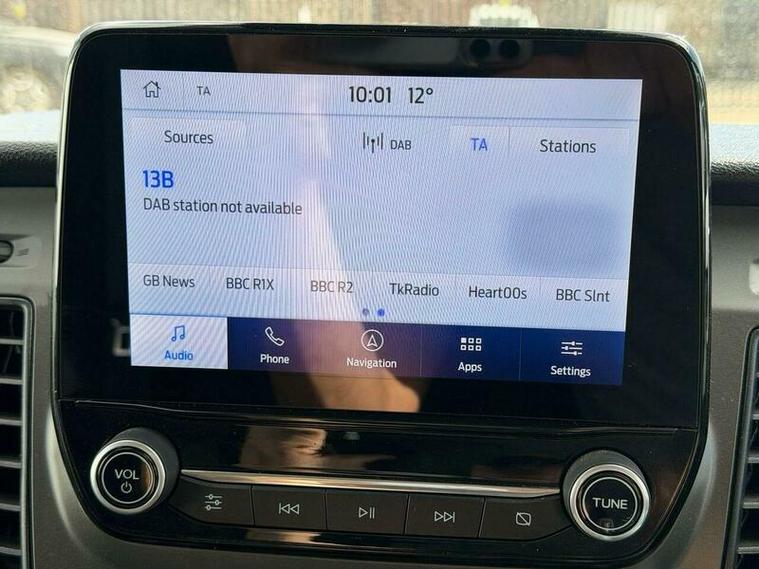 TA 10:01 12°
Sources DAB TA Stations
13B
DAB station not available
GB News BBC R1X BBC R2 TkRadio Heart00s BBC Slnt
Audio Phone Navigation Apps Settings
VOL TUNE